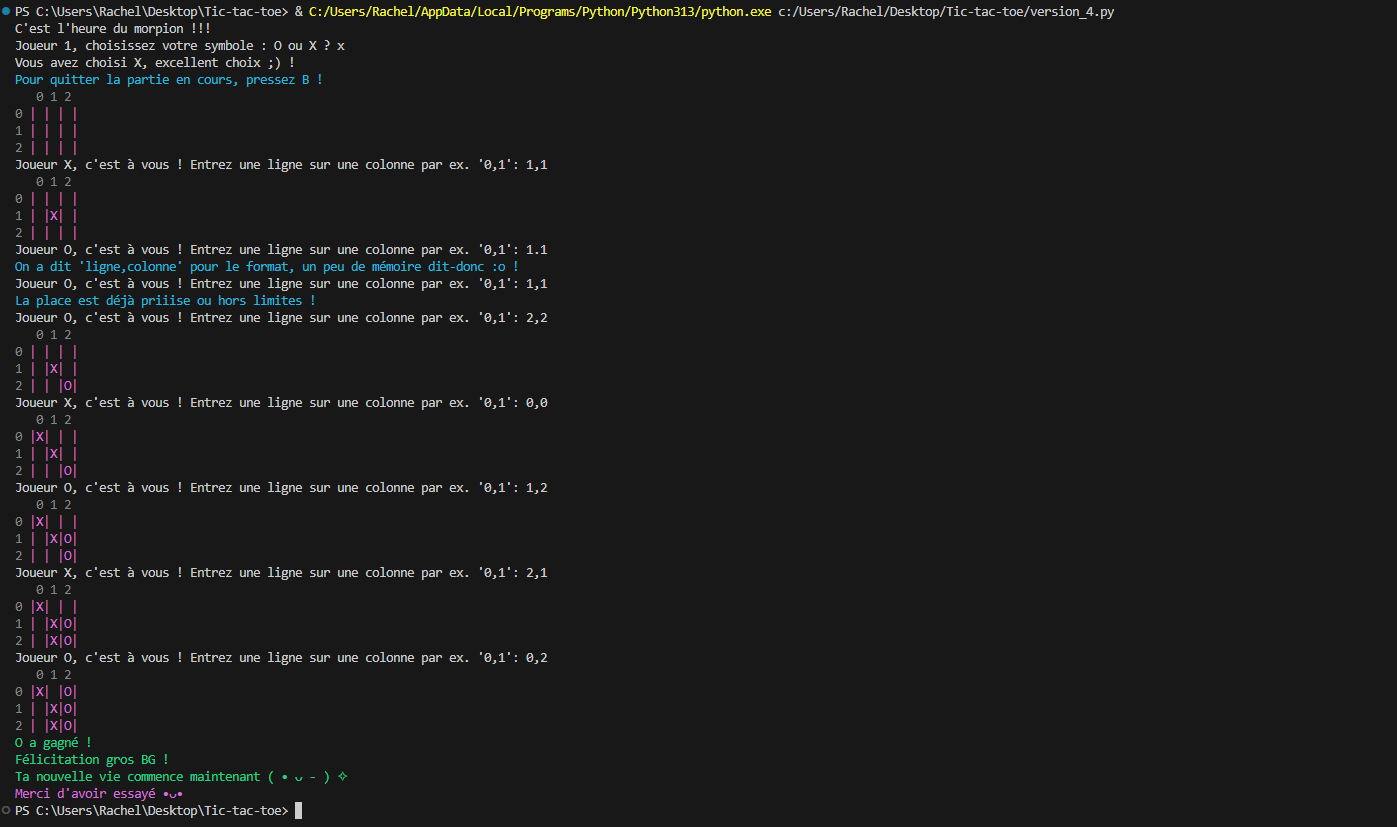 PS C:\Users\Rachel\Desktop\Tic-tac-toe> & C:/Users/Rachel/AppData/Local/Programs/Python/Python313/python.exe c:/Users/Rachel/Desktop/Tic-tac-toe/version_4.py
C'est l'heure du morpion !!!
Joueur 1, choisissez votre symbole : O ou X ? x
Vous avez choisi X, excellent choix ;) !
Pour quitter la partie en cours, pressez B !
   0 1 2
0 | | | |
1 | | | |
2 | | | |
Joueur X, c'est à vous ! Entrez une ligne sur une colonne par ex. '0,1': 1,1
   0 1 2
0 | | | |
1 | |X| |
2 | | | |
Joueur O, c'est à vous ! Entrez une ligne sur une colonne par ex. '0,1': 1.1
On a dit 'ligne,colonne' pour le format, un peu de mémoire dit-donc :o !
Joueur O, c'est à vous ! Entrez une ligne sur une colonne par ex. '0,1': 1,1
La place est déjà priiise ou hors limites !
Joueur O, c'est à vous ! Entrez une ligne sur une colonne par ex. '0,1': 2,2
   0 1 2
0 | | | |
1 | |X| |
2 | | |O|
Joueur X, c'est à vous ! Entrez une ligne sur une colonne par ex. '0,1': 0,0
   0 1 2
0 |X| | |
1 | |X| |
2 | | |O|
Joueur O, c'est à vous ! Entrez une ligne sur une colonne par ex. '0,1': 1,2
   0 1 2
0 |X| | |
1 | |X|O|
2 | | |O|
Joueur X, c'est à vous ! Entrez une ligne sur une colonne par ex. '0,1': 2,1
   0 1 2
0 |X| | |
1 | |X|O|
2 | |X|O|
Joueur O, c'est à vous ! Entrez une ligne sur une colonne par ex. '0,1': 0,2
   0 1 2
0 |X| |O|
1 | |X|O|
2 | |X|O|
O a gagné !
Félicitation gros BG !
Ta nouvelle vie commence maintenant ( • ᴗ - ) ✧
Merci d'avoir essayé •ᴗ•
PS C:\Users\Rachel\Desktop\Tic-tac-toe>